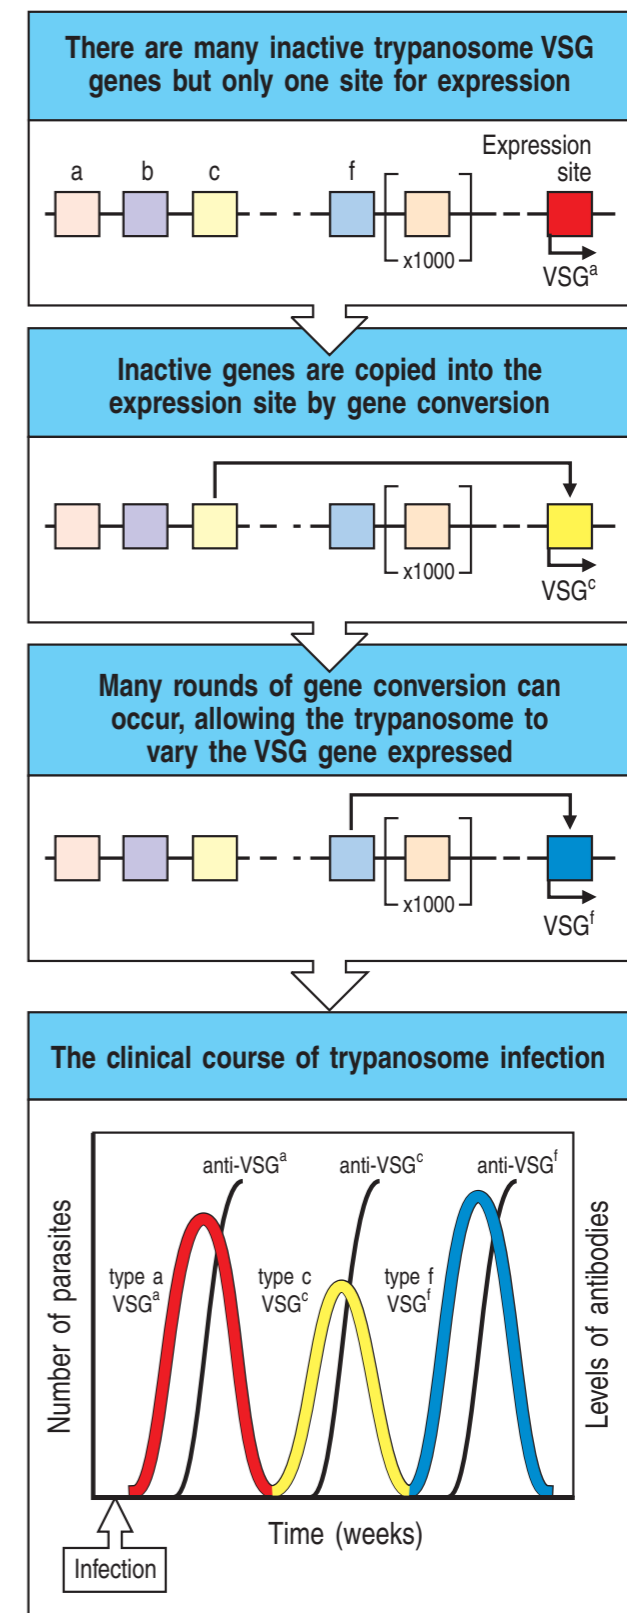 There are many inactive trypanosome VSG
genes but only one site for expression
Expression
site
a b c f
x1000
VSGᵃ
Inactive genes are copied into the
expression site by gene conversion
x1000
VSGᶜ
Many rounds of gene conversion can
occur, allowing the trypanosome to
vary the VSG gene expressed
x1000
VSGᶠ
The clinical course of trypanosome infection
Number of parasites
anti-VSGᵃ anti-VSGᶜ anti-VSGᶠ
type a type c type f
VSGᵃ VSGᶜ VSGᶠ
Levels of antibodies
Time (weeks)
Infection